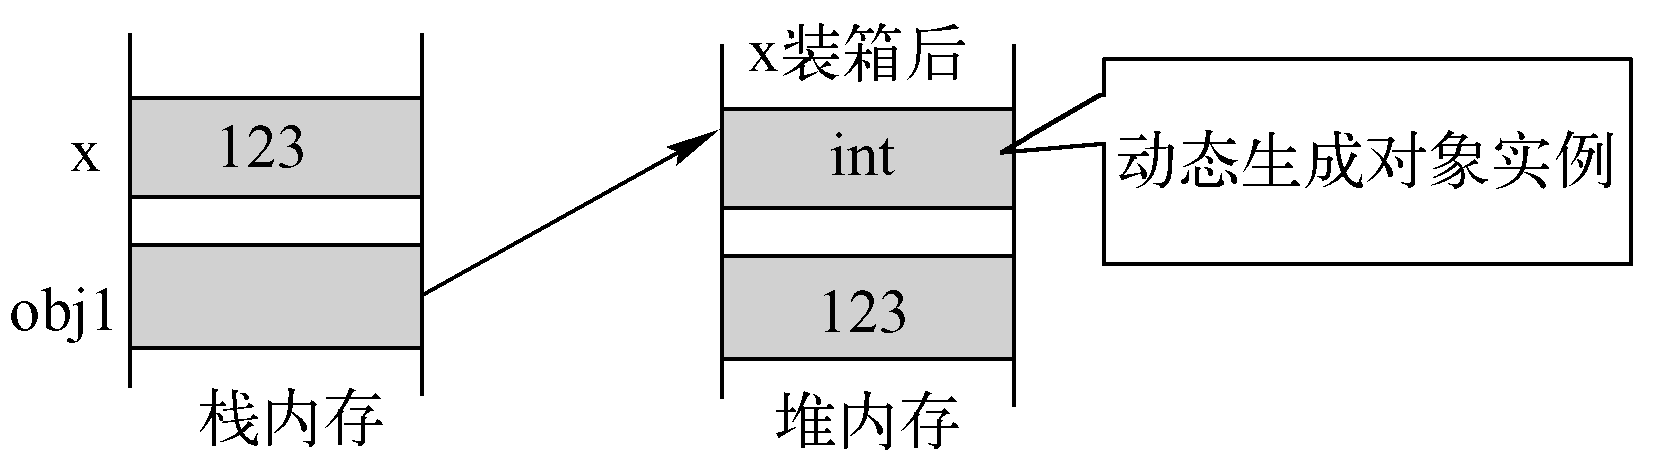 x装箱后
x
123
int
动态生成对象实例
obj1
123
栈内存
堆内存